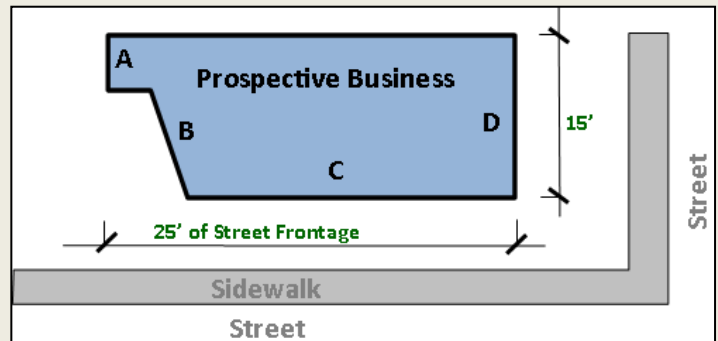 A
Prospective Business
B
D
15’
C
25’ of Street Frontage
Street
Sidewalk
Street